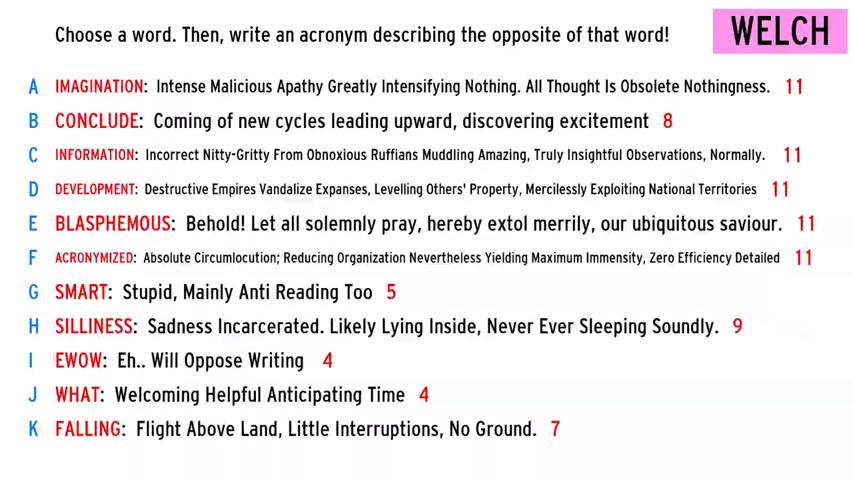 Choose a word. Then, write an acronym describing the opposite of that word!
WELCH
A IMAGINATION: Intense Malicious Apathy Greatly Intensifying Nothing. All Thought Is Obsolete Nothingness. 11
B CONCLUDE: Coming of new cycles leading upward, discovering excitement 8
C INFORMATION: Incorrect Nitty-Gritty From Obnoxious Ruffians Muddling Amazing, Truly Insightful Observations, Normally. 11
D DEVELOPMENT: Destructive Empires Vandalize Expanses, Levelling Others' Property, Mercilessly Exploiting National Territories 11
E BLASPHEMOUS: Behold! Let all solemnly pray, hereby extol merrily, our ubiquitous saviour. 11
F ACRONYMIZED: Absolute Circumlocution; Reducing Organization Nevertheless Yielding Maximum Immensity, Zero Efficiency Detailed 11
G SMART: Stupid, Mainly Anti Reading Too 5
H SILLINESS: Sadness Incarcerated. Likely Lying Inside, Never Ever Sleeping Soundly. 9
I EWOW: Eh.. Will Oppose Writing 4
J WHAT: Welcoming Helpful Anticipating Time 4
K FALLING: Flight Above Land, Little Interruptions, No Ground. 7